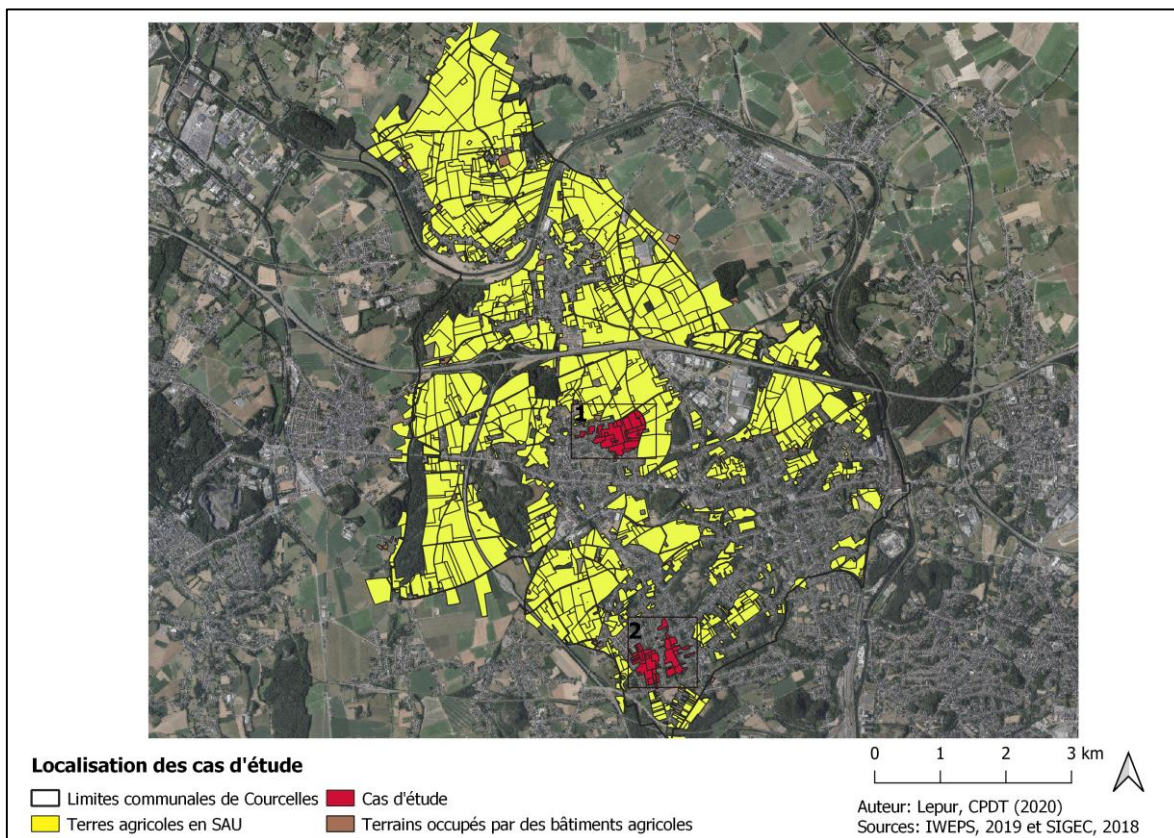 1
2
Localisation des cas d'étude
Limites communales de Courcelles
Cas d'étude
Terres agricoles en SAU
Terrains occupés par des bâtiments agricoles
0 1 2 3 km
Auteur: Lepur, CPDT (2020)
Sources: IWEPS, 2019 et SIGEC, 2018